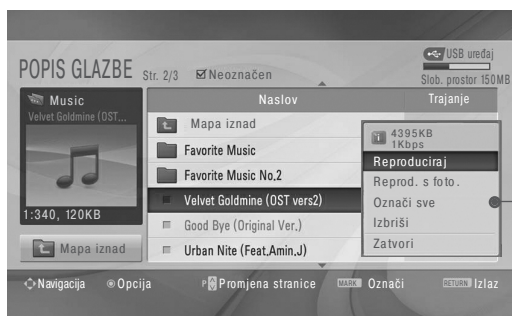 USB uređaj
POPIS GLAZBE Str. 2/3 Neoznačen
Slob. prostor 150MB
Music
Velvet Goldmine (OST...
1:340, 120KB
Mapa iznad
Naslov Trajanje
Mapa iznad
Favorite Music
Favorite Music No.2
Velvet Goldmine (OST vers2)
Good Bye (Original Ver.)
Urban Nite (Feat.Amin.J)
4395KB
1Kbps
Reproduciraj
Reprod. s foto.
Označi sve
Izbriši
Zatvori
Navigacija Opcija P Promjena stranice MARK Označi RETURN Izlaz